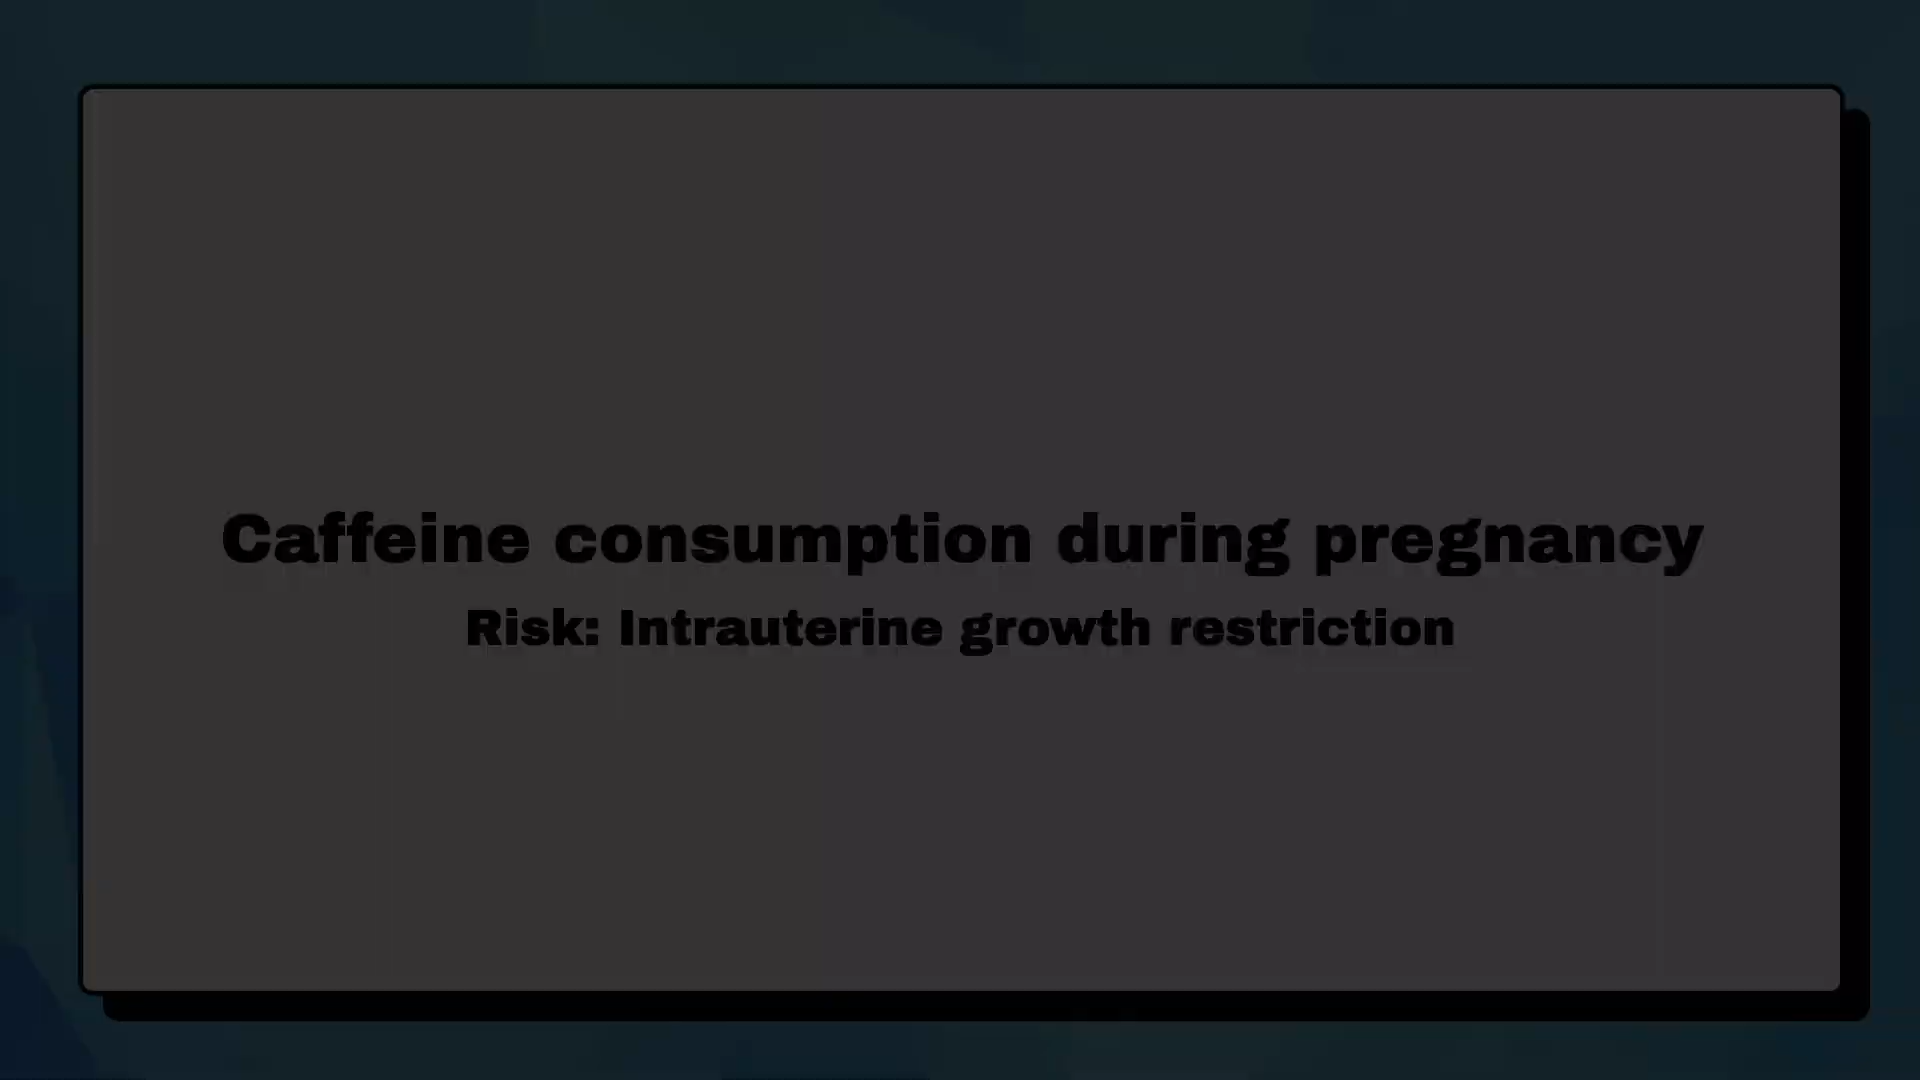 Caffeine consumption during pregnancy
Risk: Intrauterine growth restriction